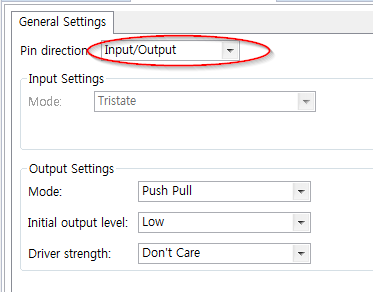 General Settings
Pin direction: Input/Output
Input Settings
Mode: Tristate
Output Settings
Mode: Push Pull
Initial output level: Low
Driver strength: Don't Care